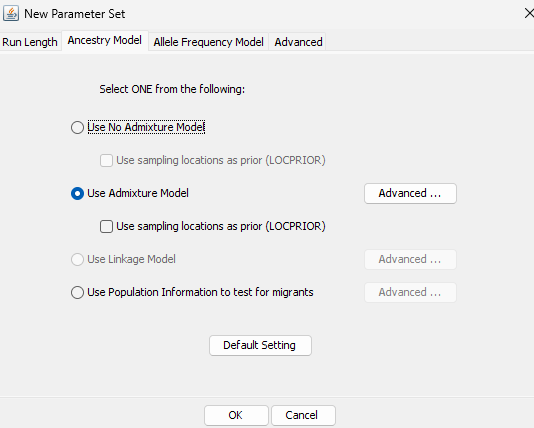 New Parameter Set
Run Length Ancestry Model Allele Frequency Model Advanced
Select ONE from the following:
Use No Admixture Model
Use sampling locations as prior (LOCPRIOR)
Use Admixture Model Advanced ...
Use sampling locations as prior (LOCPRIOR)
Use Linkage Model Advanced ...
Use Population Information to test for migrants Advanced ...
Default Setting
OK Cancel